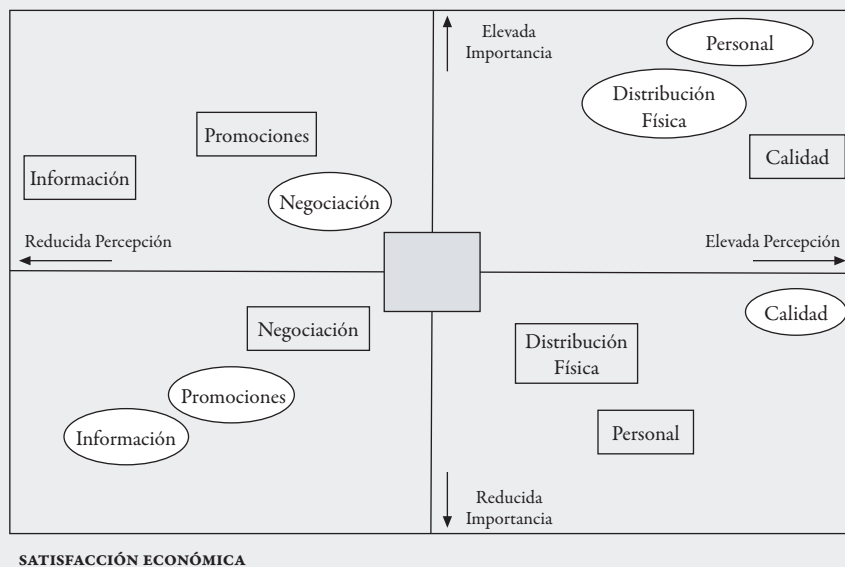 Elevada
Importancia
Personal
Distribución
Física
Promociones
Calidad
Información
Negociación
Reducida Percepción
Elevada Percepción
Calidad
Negociación
Distribución
Física
Promociones
Información
Personal
Reducida
Importancia
SATISFACCIÓN ECONÓMICA